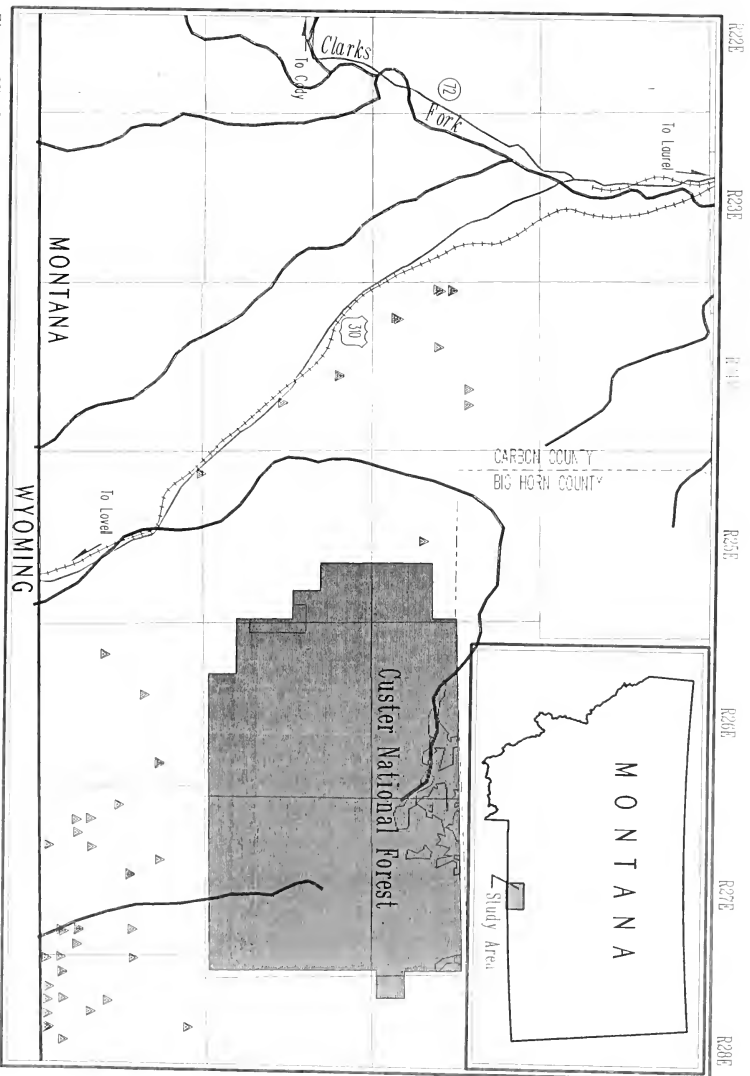 R22E
R23E
R25E
R26E
R27E
R28E
To Laurel
Clarks
Fork
72
To Cody
310
CARBON COUNTY
BIG HORN COUNTY
MONTANA
Study Area
Custer National Forest
To Lovel
MONTANA
WYOMING